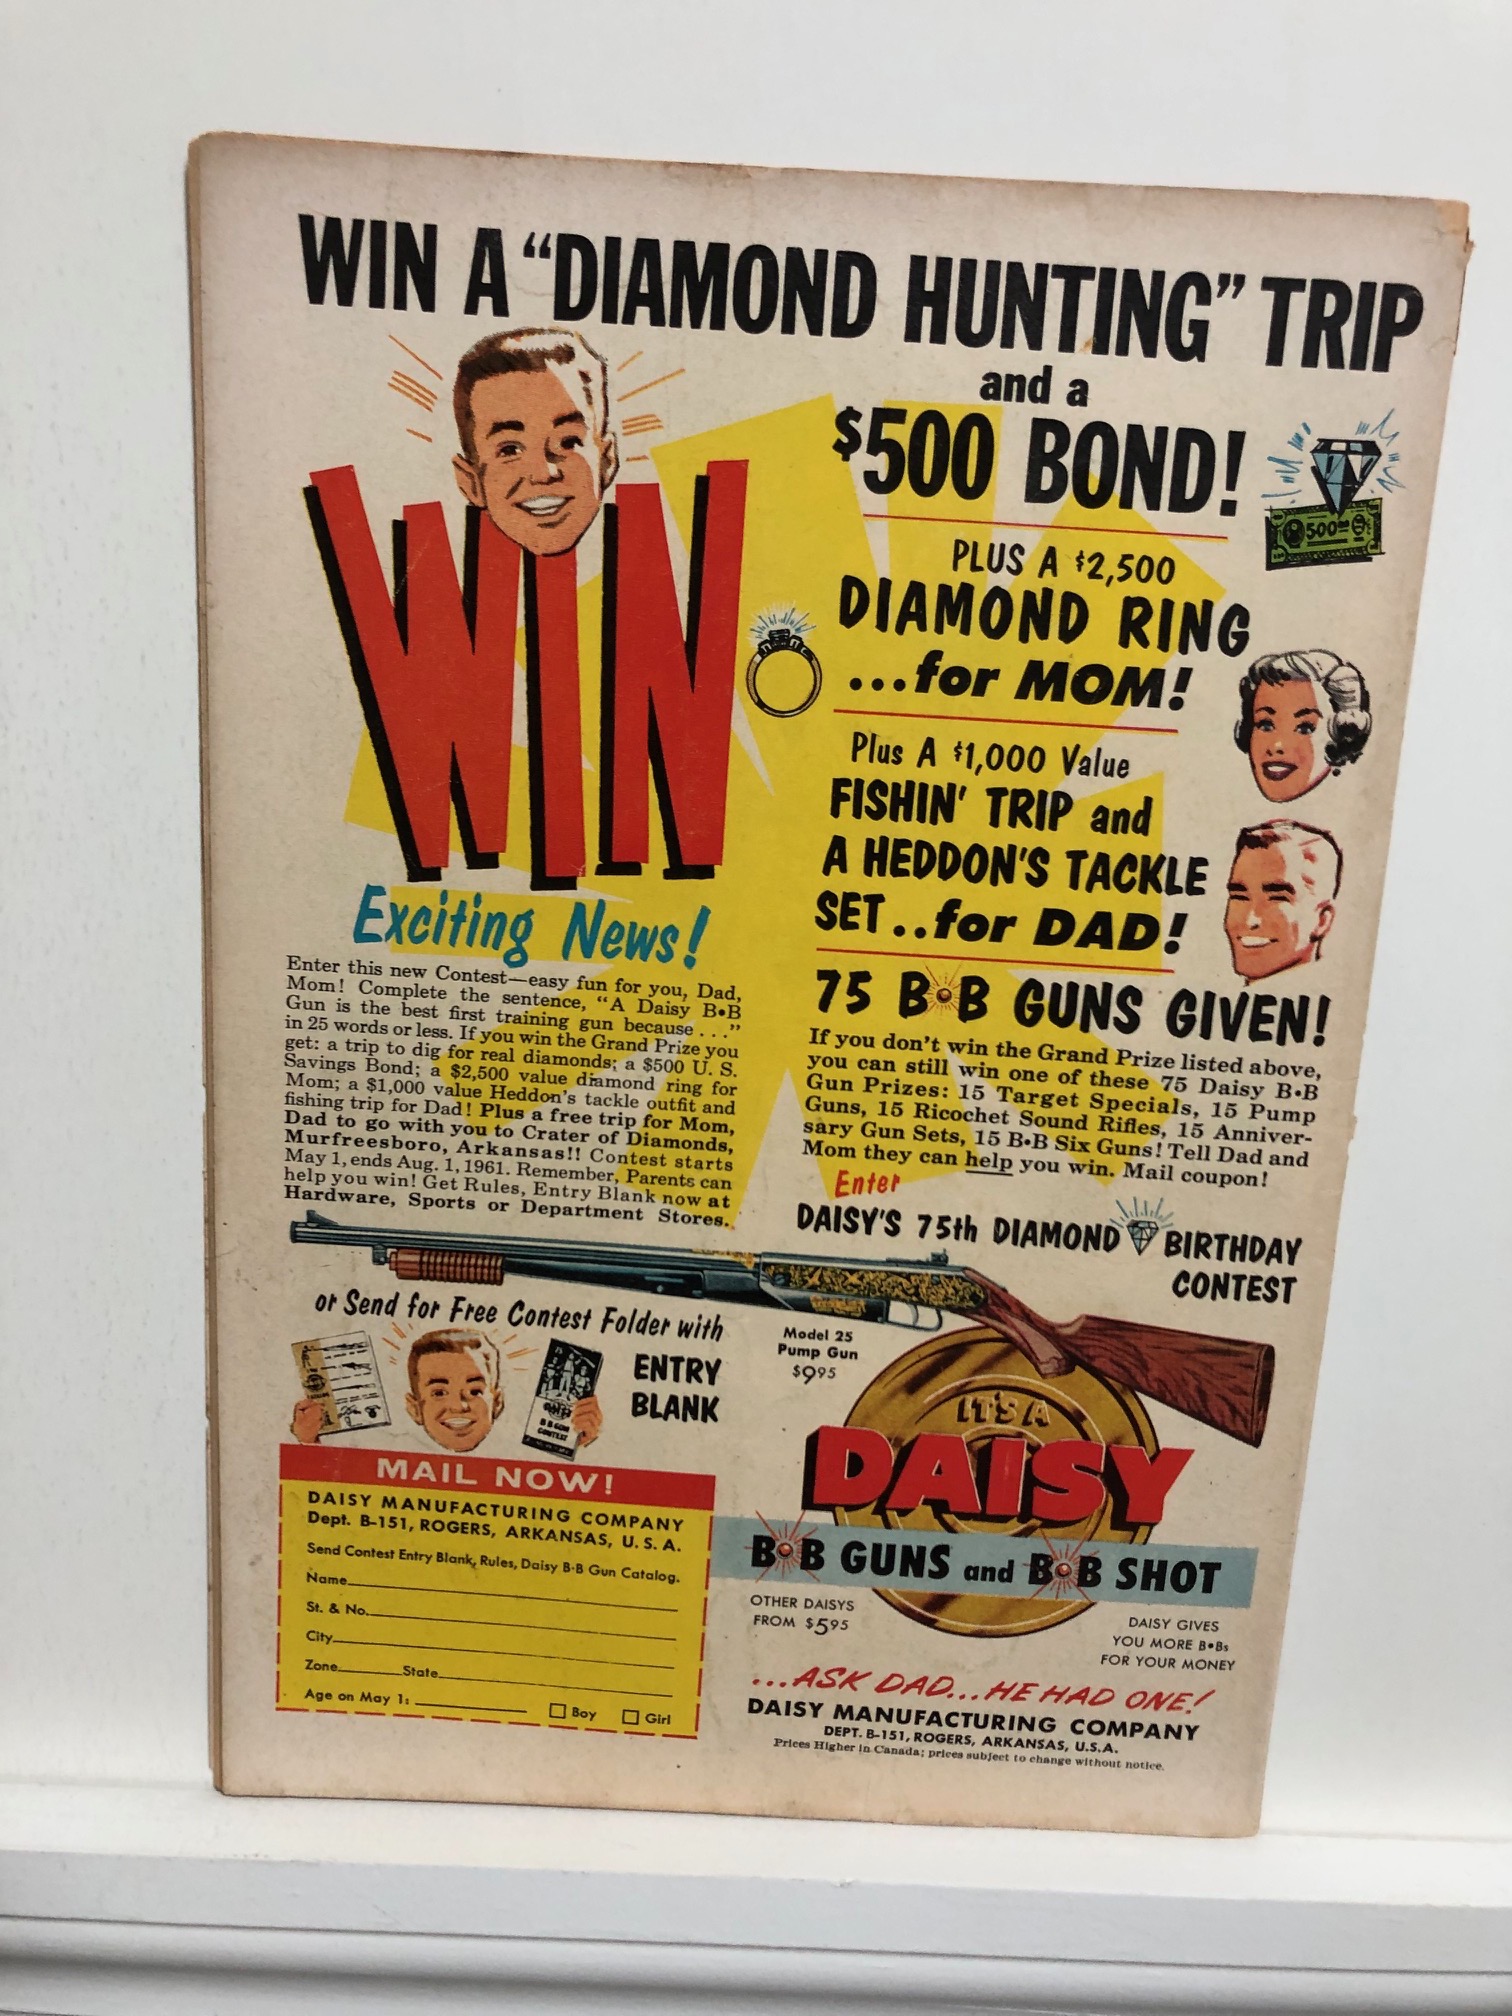 WIN A “DIAMOND HUNTING” TRIP
and a
$500 BOND!
500⁰⁰
PLUS A $2,500
DIAMOND RING
...for MOM!
Plus A $1,000 Value
FISHIN' TRIP and
A HEDDON'S TACKLE
SET..for DAD!
WIN
Exciting News!
Enter this new Contest—easy fun for you, Dad,
Mom! Complete the sentence, “A Daisy B•B
Gun is the best first training gun because . . .”
in 25 words or less. If you win the Grand Prize you
get: a trip to dig for real diamonds; a $500 U. S.
Savings Bond; a $2,500 value diamond ring for
Mom; a $1,000 value Heddon's tackle outfit and
fishing trip for Dad! Plus a free trip for Mom,
Dad to go with you to Crater of Diamonds,
Murfreesboro, Arkansas!! Contest starts
May 1, ends Aug. 1, 1961. Remember, Parents can
help you win! Get Rules, Entry Blank now at
Hardware, Sports or Department Stores.
75 B•B GUNS GIVEN!
If you don't win the Grand Prize listed above,
you can still win one of these 75 Daisy B•B
Gun Prizes: 15 Target Specials, 15 Pump
Guns, 15 Ricochet Sound Rifles, 15 Anniver-
sary Gun Sets, 15 B•B Six Guns! Tell Dad and
Mom they can help you win. Mail coupon!
Enter
DAISY'S 75th DIAMOND BIRTHDAY
CONTEST
or Send for Free Contest Folder with
ENTRY
BLANK
B•B GUN
CONTEST
Model 25
Pump Gun
$9⁹⁵
IT'S A
DAISY
B•B GUNS and B•B SHOT
OTHER DAISYS
FROM $5⁹⁵
DAISY GIVES
YOU MORE B•Bs
FOR YOUR MONEY
...ASK DAD...HE HAD ONE!
DAISY MANUFACTURING COMPANY
DEPT. B-151, ROGERS, ARKANSAS, U.S.A.
Prices Higher in Canada; prices subject to change without notice.
MAIL NOW!
DAISY MANUFACTURING COMPANY
Dept. B-151, ROGERS, ARKANSAS, U. S. A.
Send Contest Entry Blank, Rules, Daisy B•B Gun Catalog.
Name
St. & No.
City
Zone State
Age on May 1: Boy Girl